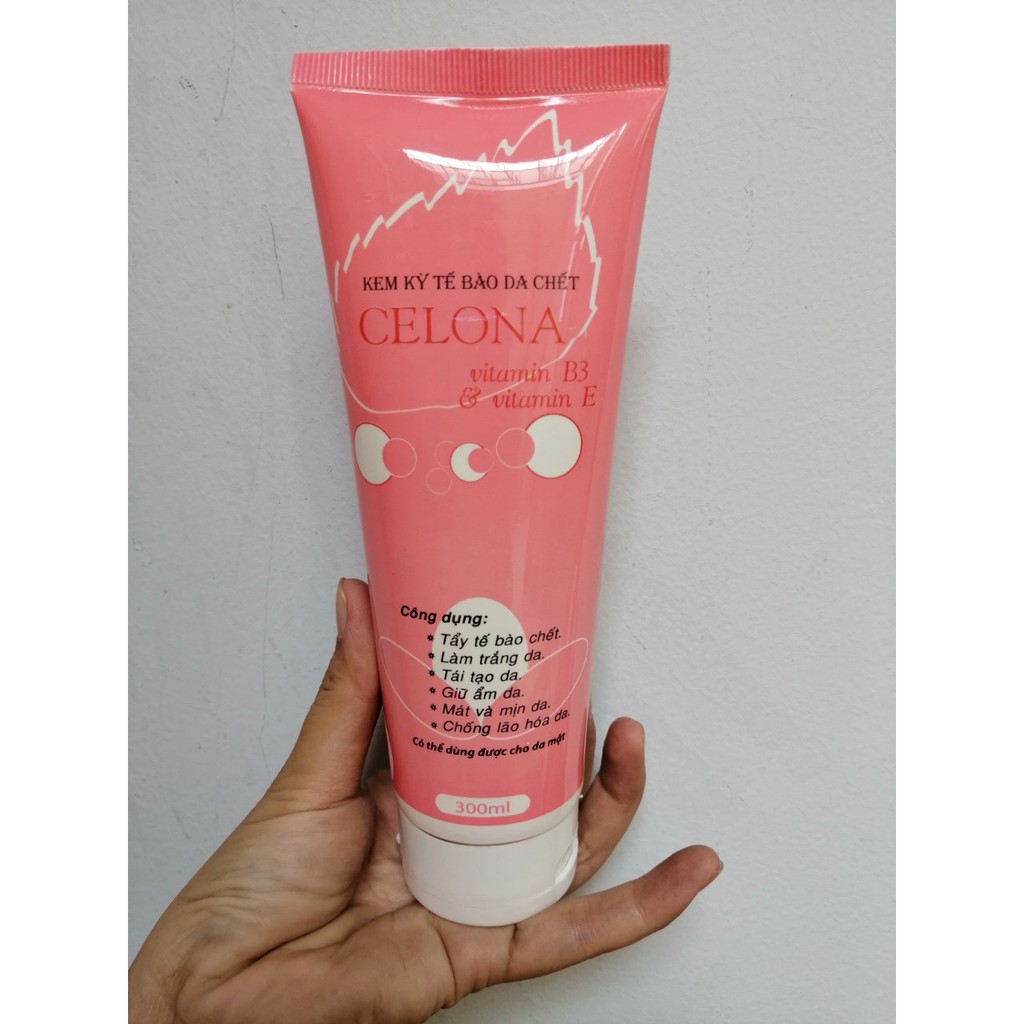 KEM KỲ TẾ BÀO DA CHẾT
CELONA
vitamin B3
& vitamin E
Công dụng:
* Tẩy tế bào chết.
* Làm trắng da.
* Tái tạo da.
* Giữ ẩm da.
* Mát và mịn da.
* Chống lão hóa da.
Có thể dùng được cho da mặt
300ml